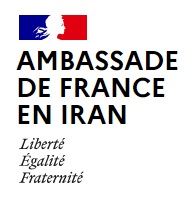 AMBASSADE
DE FRANCE
EN IRAN
Liberté
Égalité
Fraternité